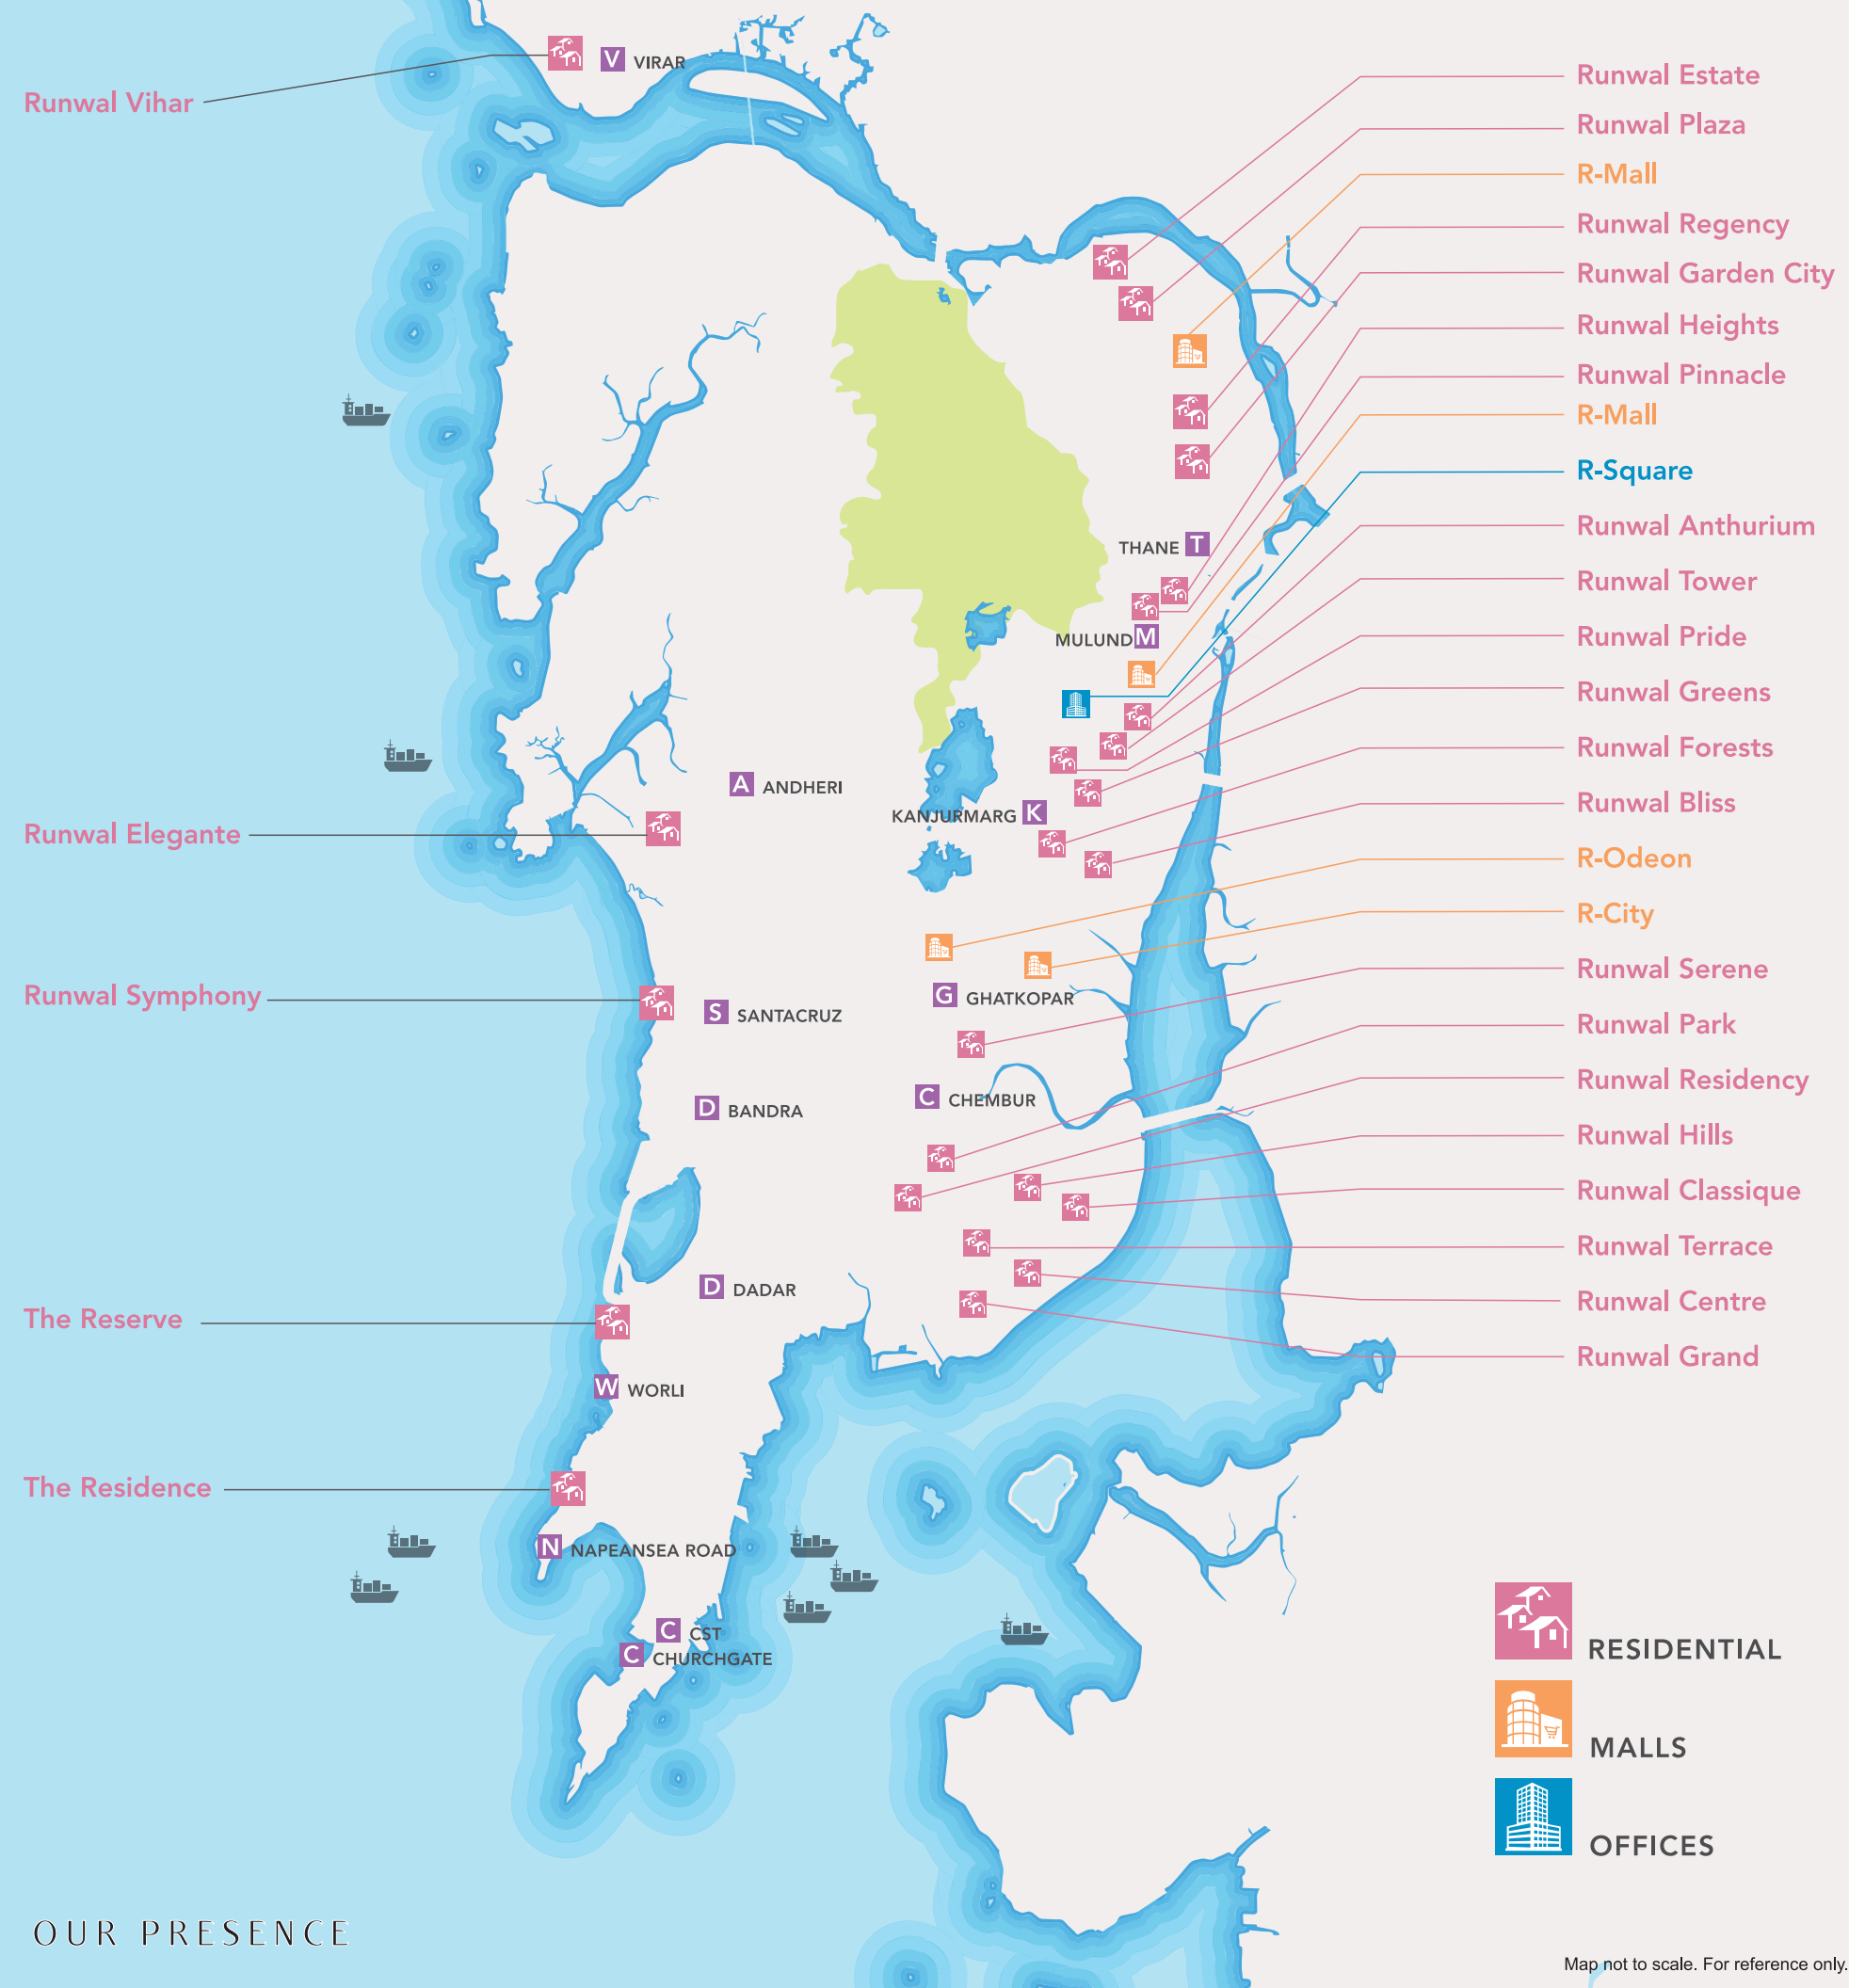 Runwal Vihar
V VIRAR
Runwal Estate
Runwal Plaza
R-Mall
Runwal Regency
Runwal Garden City
Runwal Heights
Runwal Pinnacle
R-Mall
R-Square
Runwal Anthurium
THANE T
Runwal Tower
MULUND M
Runwal Pride
Runwal Greens
Runwal Forests
A ANDHERI
KANJURMARG K
Runwal Bliss
Runwal Elegante
R-Odeon
R-City
Runwal Serene
Runwal Symphony
S SANTACRUZ
G GHATKOPAR
Runwal Park
Runwal Residency
D BANDRA
C CHEMBUR
Runwal Hills
Runwal Classique
Runwal Terrace
D DADAR
Runwal Centre
The Reserve
Runwal Grand
W WORLI
The Residence
N NAPEANSEA ROAD
C CST
C CHURCHGATE
RESIDENTIAL
MALLS
OFFICES
OUR PRESENCE
Map not to scale. For reference only.